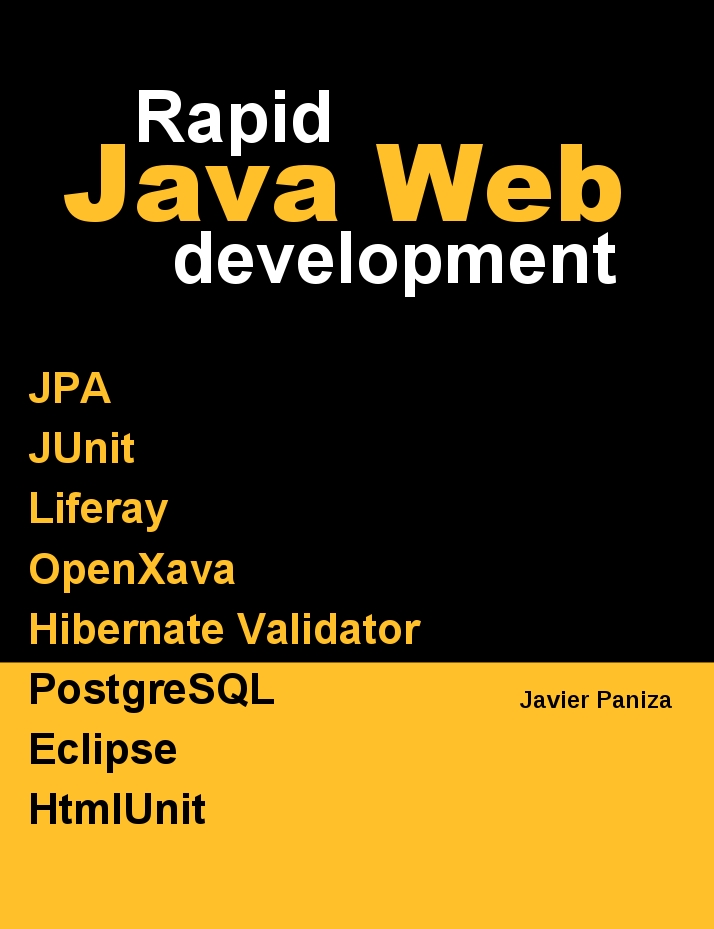 Rapid
Java Web
development
JPA
JUnit
Liferay
OpenXava
Hibernate Validator
PostgreSQL
Javier Paniza
Eclipse
HtmlUnit